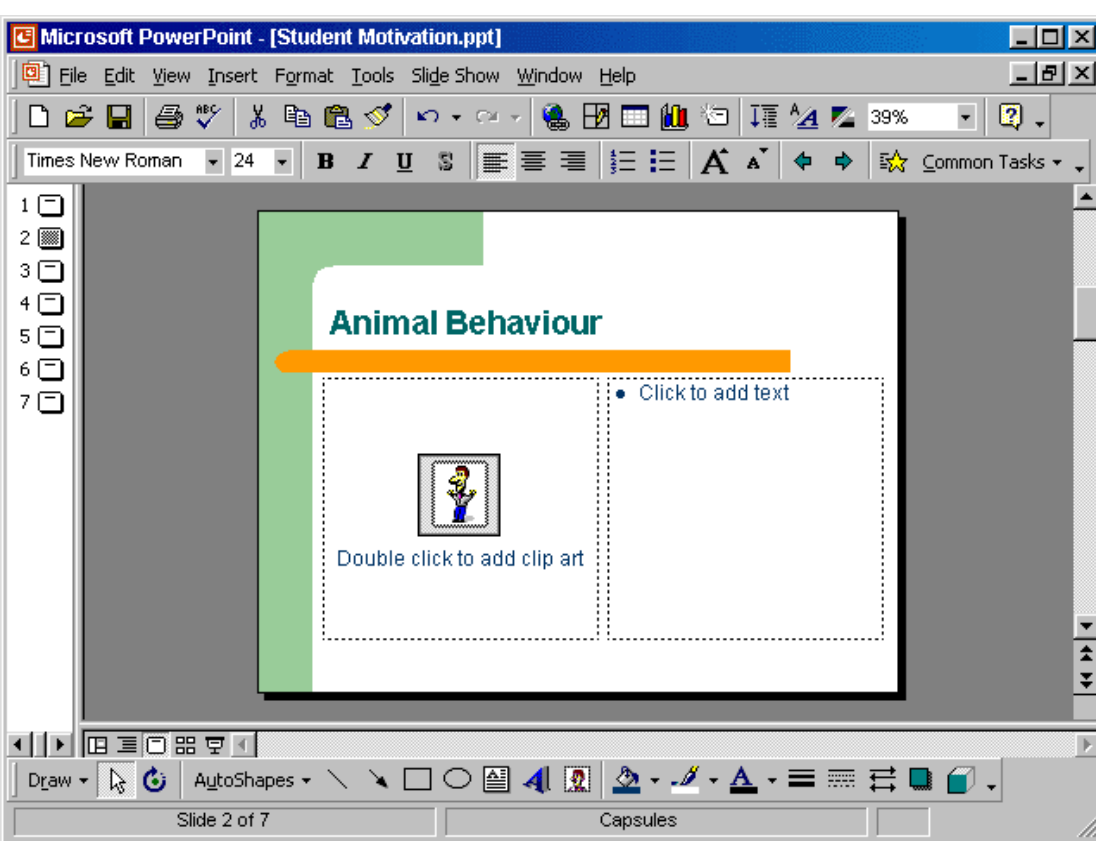 Microsoft PowerPoint - [Student Motivation.ppt]
File Edit View Insert Format Tools Slide Show Window Help
ABC 39%
Times New Roman 24 B I U S A A Common Tasks
1
2
3
4
5
6
7
Animal Behaviour
Double click to add clip art
• Click to add text
Draw AutoShapes A A
Slide 2 of 7 Capsules